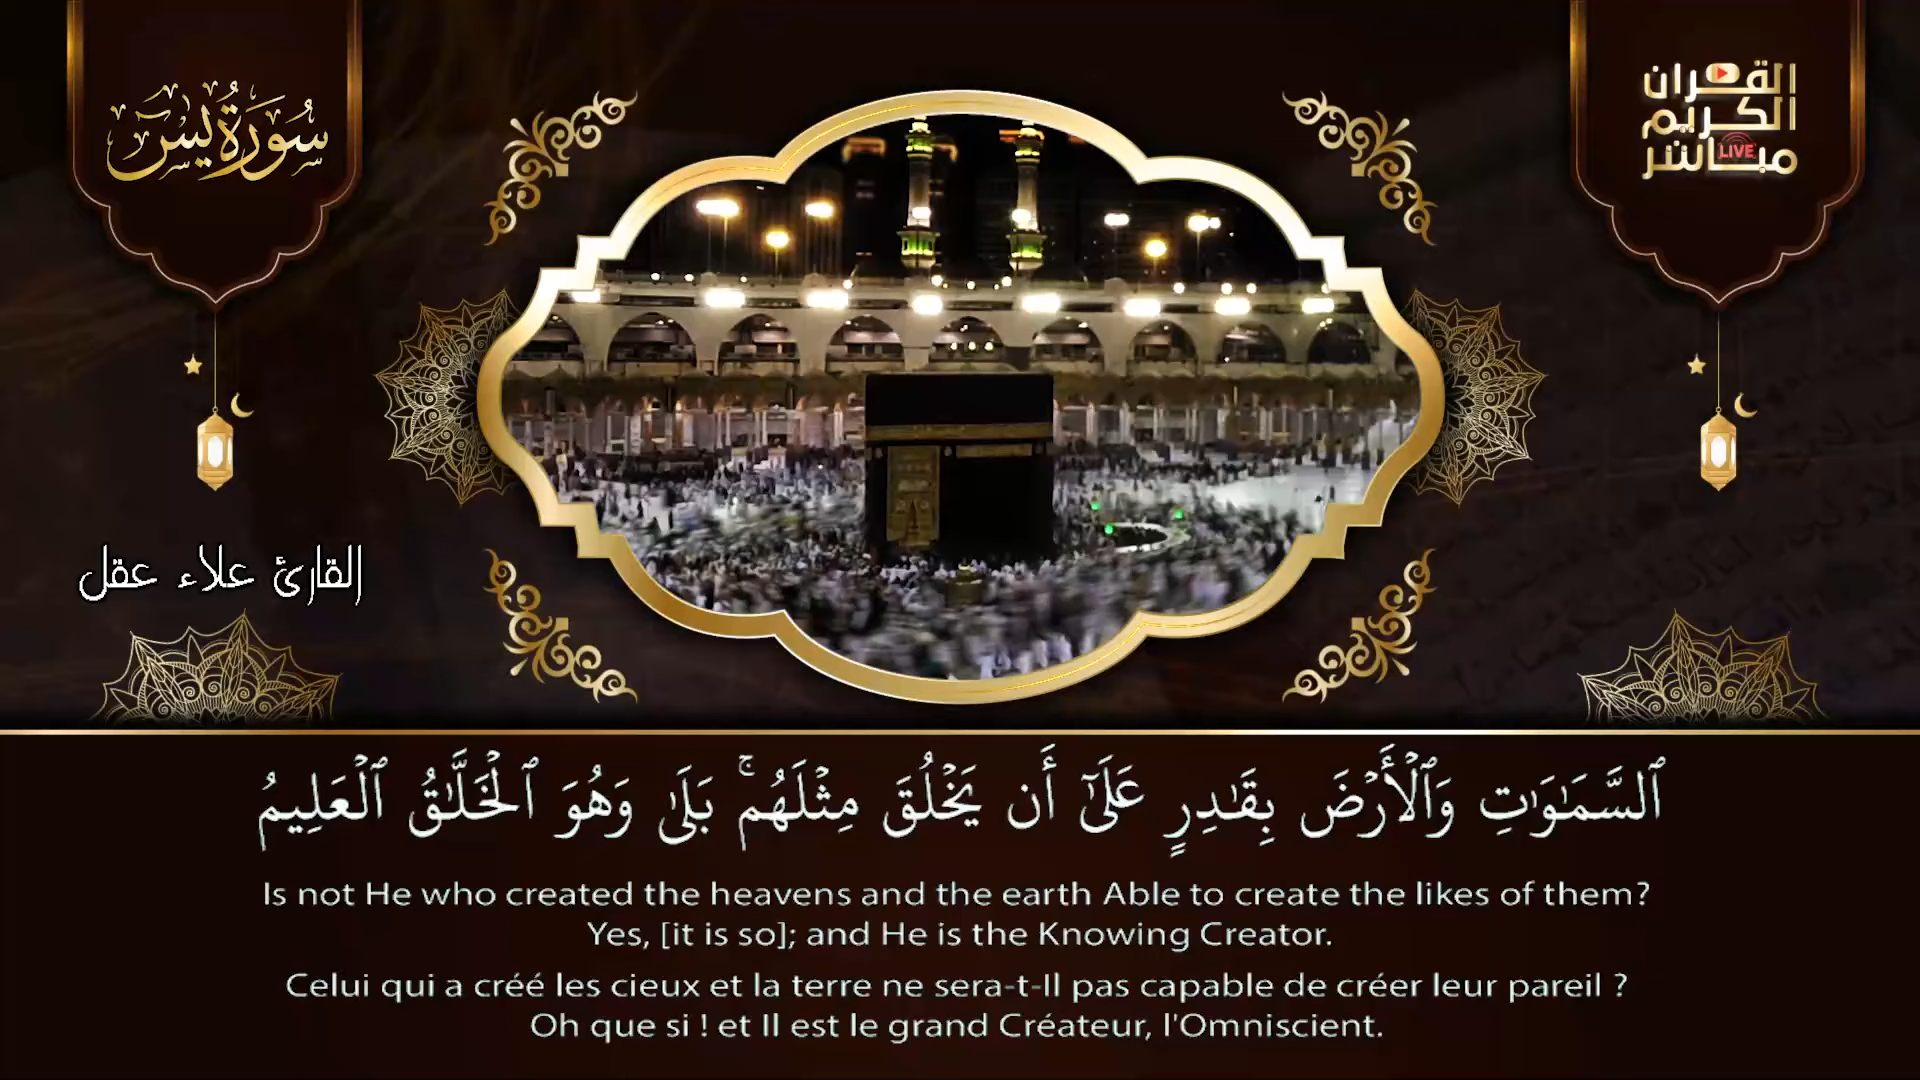 سُورَةُ يس
القرآن
الكريم
مباشر
LIVE
القارئ علاء عقل
ٱلسَّمَـٰوَٰتِ وَٱلْأَرْضَ بِقَـٰدِرٍ عَلَىٰٓ أَن يَخْلُقَ مِثْلَهُم ۚ بَلَىٰ وَهُوَ ٱلْخَلَّـٰقُ ٱلْعَلِيمُ
Is not He who created the heavens and the earth Able to create the likes of them?
Yes, [it is so]; and He is the Knowing Creator.
Celui qui a créé les cieux et la terre ne sera-t-Il pas capable de créer leur pareil ?
Oh que si ! et Il est le grand Créateur, l'Omniscient.